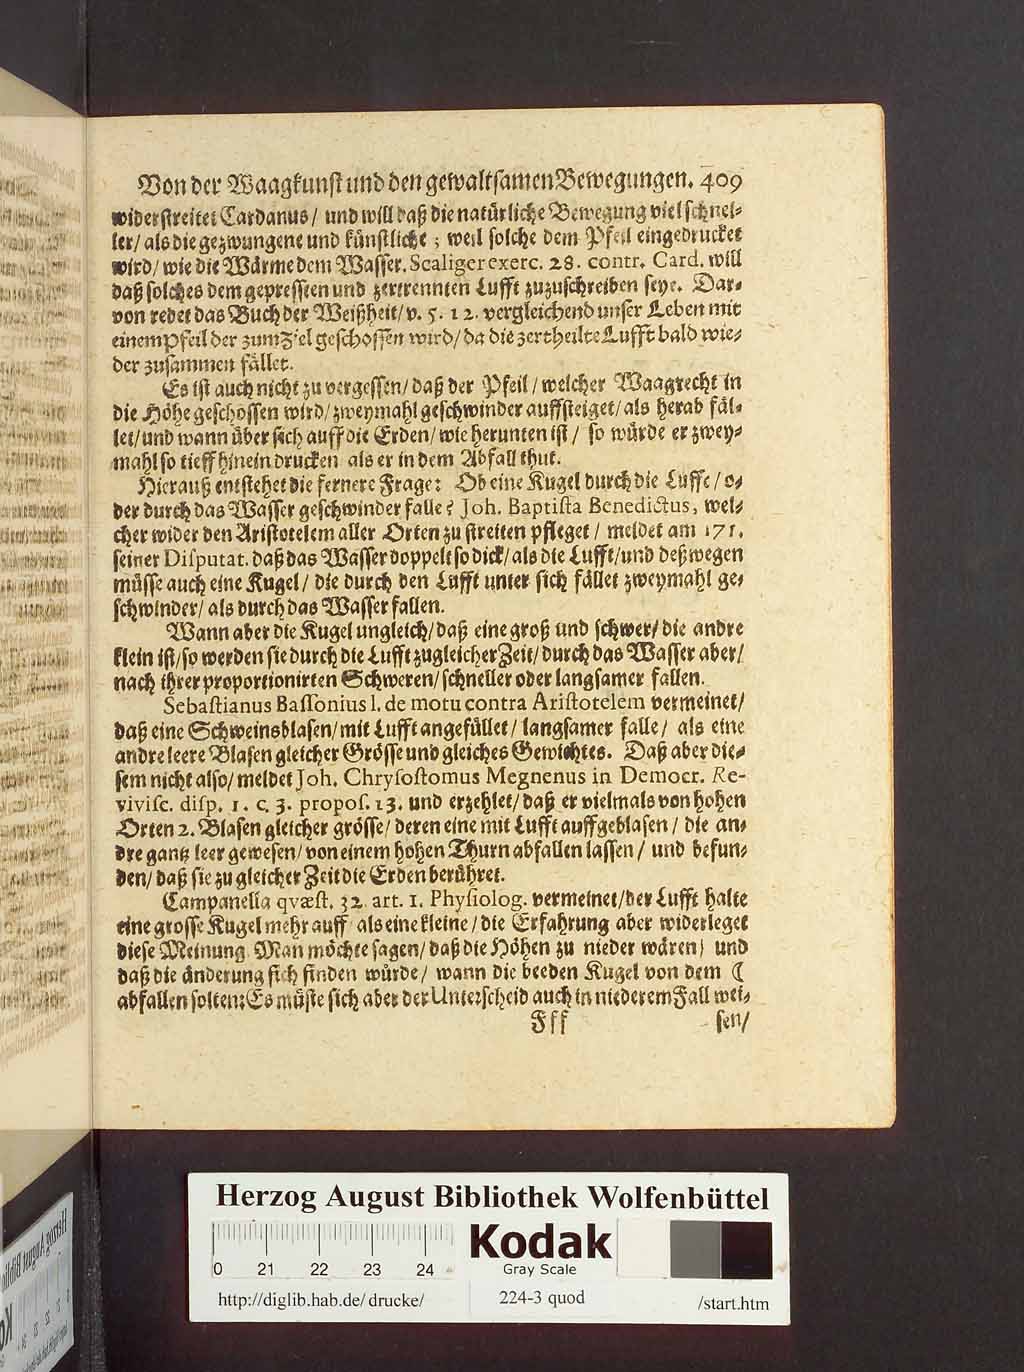 Von der Waagkunst und den gewaltsamen Bewegungen. 409
widerstreitet Cardanus/ und will daß die natürliche Bewegung viel schnel-
ler/ als die gezwungene und künstliche; weil solche dem Pfeil eingedrucket
wird/ wie die Wärme dem Wasser. Scaliger exerc. 28. contr. Card. will
daß solches dem gepressten und zertrennten Lufft zuzuschreiben seye. Dar-
von redet das Buch der Weißheit/ v. 5. 12. vergleichend unser Leben mit
einem Pfeil der zum Ziel geschossen wird/ da die zertheilte Lufft bald wie-
der zusammen fället.
Es ist auch nicht zu vergessen/ daß der Pfeil/ welcher Waagrecht in
die Höhe geschossen wird/ zweymahl geschwinder auffsteiget/ als herab fäl-
let/ und wann über sich auff die Erden/ wie herunten ist/ so würde er zwey-
mahl so tieff hinein drucken als er in dem Abfall thut.
Hierauß entstehet die fernere Frage: Ob eine Kugel durch die Lufft/ o-
der durch das Wasser geschwinder falle? Joh. Baptiſta Benedictus, wel-
cher wider den Aristotelem aller Orten zu streiten pfleget/ meldet am 171.
seiner Diſputat. daß das Wasser doppelt so dick/ als die Lufft/ und deßwegen
müsse auch eine Kugel/ die durch den Lufft unter sich fället zweymahl ge-
schwinder/ als durch das Wasser fallen.
Wann aber die Kugel ungleich/ daß eine groß und schwer/ die andre
klein ist/ so werden sie durch die Lufft zugleicher Zeit/ durch das Wasser aber/
nach ihrer proportionirten Schweren/ schneller oder langsamer fallen.
Sebaſtianus Baſſonius l. de motu contra Ariſtotelem vermeinet/
daß eine Schweinsblasen/ mit Lufft angefüllet/ langsamer falle/ als eine
andre leere Blasen gleicher Grösse und gleiches Gewichtes. Daß aber die-
sem nicht also/ meldet Joh. Chryſoſtomus Megnenus in Democr. Re-
viviſc. diſp. 1. c. 3. propoſ. 13. und erzehlet/ daß er vielmals von hohen
Orten 2. Blasen gleicher grösse/ deren eine mit Lufft auffgeblasen/ die an-
dre gantz leer gewesen/ von einem hohen Thurn abfallen lassen/ und befun-
den/ daß sie zu gleicher Zeit die Erden berühret.
Campanella qvæſt. 32. art. 1. Phyſiolog. vermeinet/ der Lufft halte
eine grosse Kugel mehr auff/ als eine kleine/ die Erfahrung aber widerleget
diese Meinung. Man möchte sagen/ daß die Höhen zu nieder wären/ und
daß die änderung sich finden würde/ wann die beeden Kugel von dem ☾
abfallen solten: Es müste sich aber der Unterscheid auch in niederem Fall wei-
Fff sen/
Herzog August Bibliothek Wolfenbüttel
0 21 22 23 24
Kodak
Gray Scale
http://diglib.hab.de/drucke/ 224-3 quod /start.htm